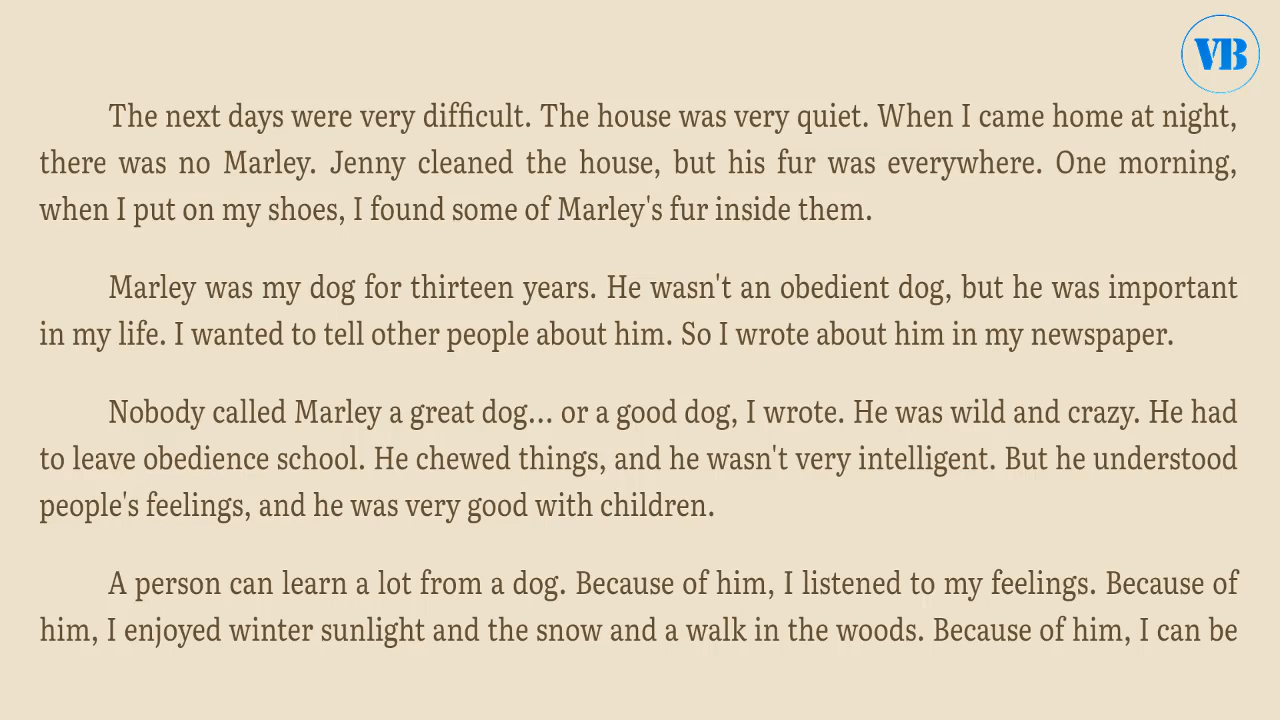 VB
The next days were very difficult. The house was very quiet. When I came home at night,
there was no Marley. Jenny cleaned the house, but his fur was everywhere. One morning,
when I put on my shoes, I found some of Marley's fur inside them.
Marley was my dog for thirteen years. He wasn't an obedient dog, but he was important
in my life. I wanted to tell other people about him. So I wrote about him in my newspaper.
Nobody called Marley a great dog... or a good dog, I wrote. He was wild and crazy. He had
to leave obedience school. He chewed things, and he wasn't very intelligent. But he understood
people's feelings, and he was very good with children.
A person can learn a lot from a dog. Because of him, I listened to my feelings. Because of
him, I enjoyed winter sunlight and the snow and a walk in the woods. Because of him, I can be